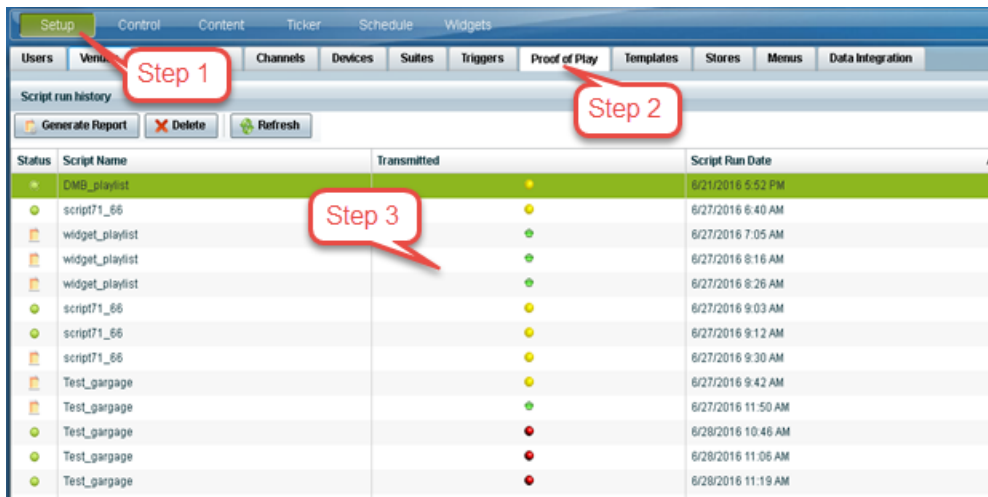 Setup Control Content Ticker Schedule Widgets
Users Channels Devices Suites Triggers Proof of Play Templates Stores Menus Data Integration
Step 1
Step 2
Script run history
Generate Report Delete Refresh
Status Script Name Transmitted Script Run Date
DMB_playlist 6/21/2016 5:52 PM
script71_66 6/27/2016 6:40 AM
Step 3
widget_playlist 6/27/2016 7:05 AM
widget_playlist 6/27/2016 8:16 AM
widget_playlist 6/27/2016 8:26 AM
script71_66 6/27/2016 9:03 AM
script71_66 6/27/2016 9:12 AM
script71_66 6/27/2016 9:30 AM
Test_gargage 6/27/2016 9:42 AM
Test_gargage 6/27/2016 11:50 AM
Test_gargage 6/28/2016 10:46 AM
Test_gargage 6/28/2016 11:06 AM
Test_gargage 6/28/2016 11:19 AM